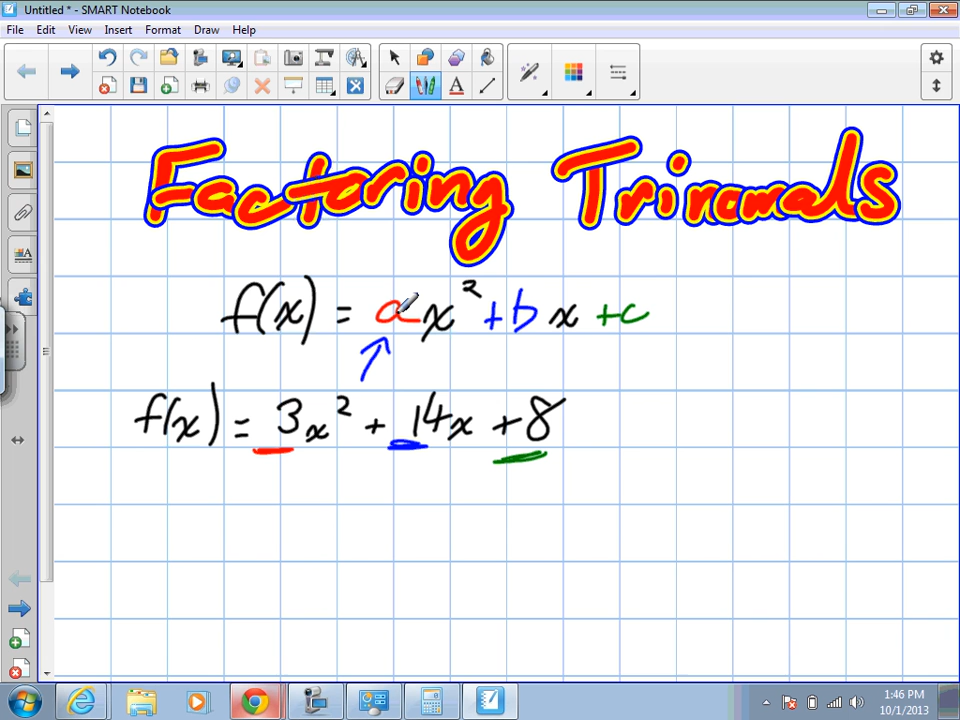 Untitled * - SMART Notebook
File Edit View Insert Format Draw Help
Factoring Trinomals
f(x) = ax² + bx + c
f(x) = 3x² + 14x + 8
1:46 PM
10/1/2013